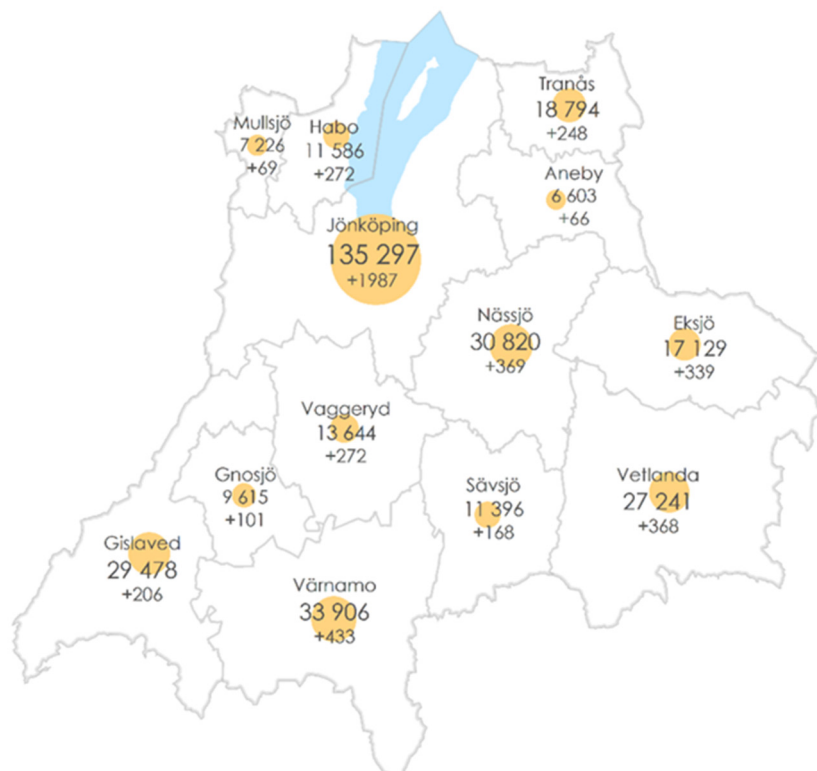 Tranås
18 794
+248
Mullsjö
7 226
+69
Habo
11 586
+272
Aneby
6 603
+66
Jönköping
135 297
+1987
Nässjö
30 820
+369
Eksjö
17 129
+339
Vaggeryd
13 644
+272
Gnosjö
9 615
+101
Sävsjö
11 396
+168
Vetlanda
27 241
+368
Gislaved
29 478
+206
Värnamo
33 906
+433